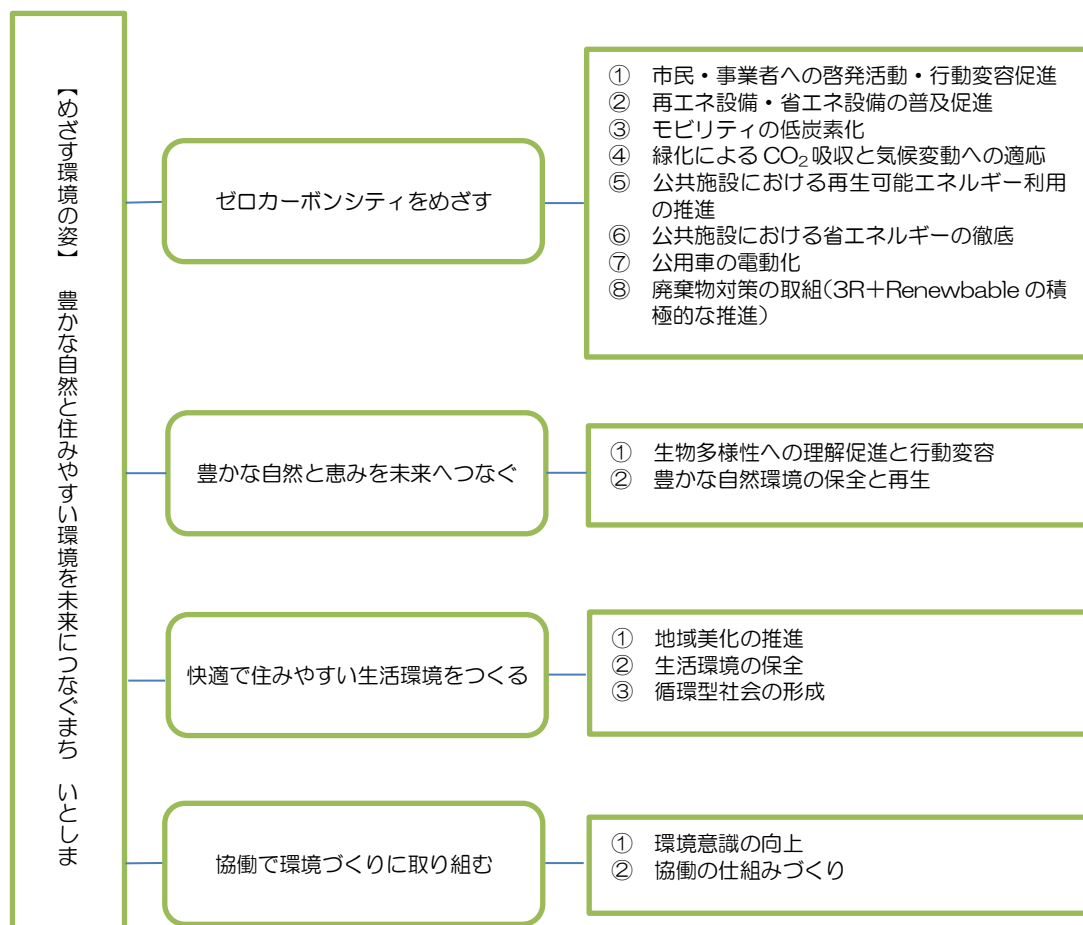 【めざす環境の姿】　豊かな自然と住みやすい環境を未来につなぐまち　いとしま
ゼロカーボンシティをめざす
① 市民・事業者への啓発活動・行動変容促進
② 再エネ設備・省エネ設備の普及促進
③ モビリティの低炭素化
④ 緑化による CO₂吸収と気候変動への適応
⑤ 公共施設における再生可能エネルギー利用
の推進
⑥ 公共施設における省エネルギーの徹底
⑦ 公用車の電動化
⑧ 廃棄物対策の取組（3R＋Renewbable の積
極的な推進）
豊かな自然と恵みを未来へつなぐ
① 生物多様性への理解促進と行動変容
② 豊かな自然環境の保全と再生
快適で住みやすい生活環境をつくる
① 地域美化の推進
② 生活環境の保全
③ 循環型社会の形成
協働で環境づくりに取り組む
① 環境意識の向上
② 協働の仕組みづくり